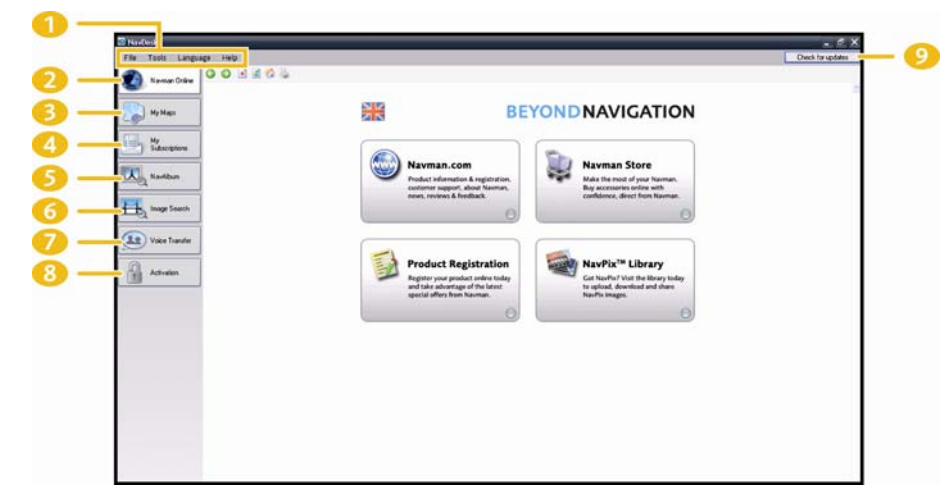 1
NavDesk
File Tools Language Help
Check for updates
9
2
Navman Online
3
My Maps
4
My
Subscriptions
5
NavAlbum
6
Image Search
7
Voice Transfer
8
Activation
BEYOND NAVIGATION
Navman.com
Product information & registration,
customer support, about Navman,
news, reviews & feedback.
Navman Store
Make the most of your Navman.
Buy accessories online with
confidence, direct from Navman.
Product Registration
Register your product online today
and take advantage of the latest
special offers from Navman.
NavPix™ Library
Got NavPix? Visit the library today
to upload, download and share
NavPix images.